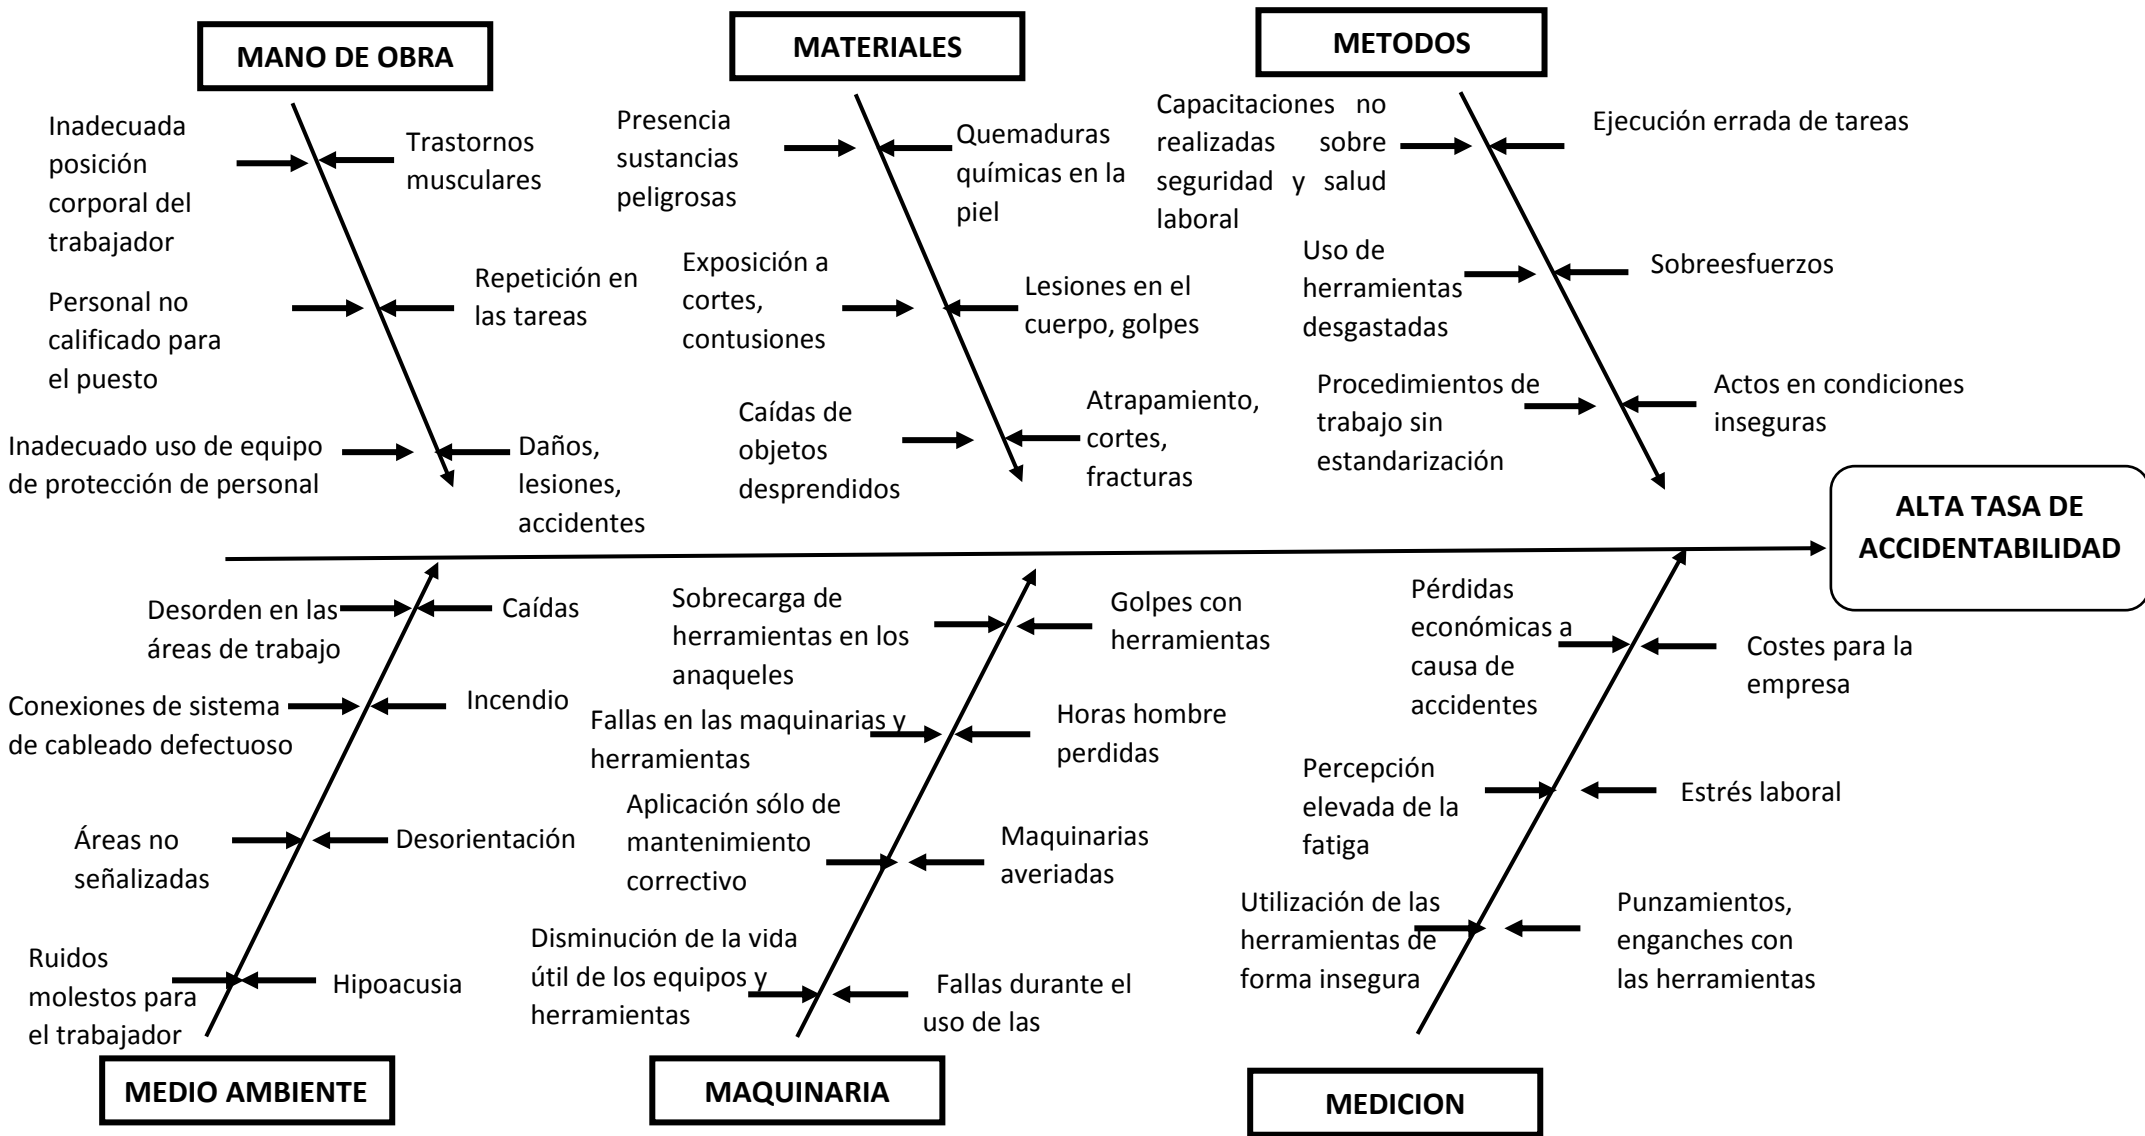 MANO DE OBRA
MATERIALES
METODOS
Inadecuada
posición
corporal del
trabajador
Trastornos
musculares
Personal no
calificado para
el puesto
Repetición en
las tareas
Inadecuado uso de equipo
de protección de personal
Daños,
lesiones,
accidentes
Presencia
sustancias
peligrosas
Quemaduras
químicas en la
piel
Exposición a
cortes,
contusiones
Lesiones en el
cuerpo, golpes
Caídas de
objetos
desprendidos
Atrapamiento,
cortes,
fracturas
Capacitaciones no
realizadas sobre
seguridad y salud
laboral
Ejecución errada de tareas
Uso de
herramientas
desgastadas
Sobreesfuerzos
Procedimientos de
trabajo sin
estandarización
Actos en condiciones
inseguras
ALTA TASA DE
ACCIDENTABILIDAD
Desorden en las
áreas de trabajo
Caídas
Conexiones de sistema
de cableado defectuoso
Incendio
Áreas no
señalizadas
Desorientación
Ruidos
molestos para
el trabajador
Hipoacusia
Sobrecarga de
herramientas en los
anaqueles
Golpes con
herramientas
Fallas en las maquinarias y
herramientas
Horas hombre
perdidas
Aplicación sólo de
mantenimiento
correctivo
Maquinarias
averiadas
Disminución de la vida
útil de los equipos y
herramientas
Fallas durante el
uso de las
Pérdidas
económicas a
causa de
accidentes
Costes para la
empresa
Percepción
elevada de la
fatiga
Estrés laboral
Utilización de las
herramientas de
forma insegura
Punzamientos,
enganches con
las herramientas
MEDIO AMBIENTE
MAQUINARIA
MEDICION